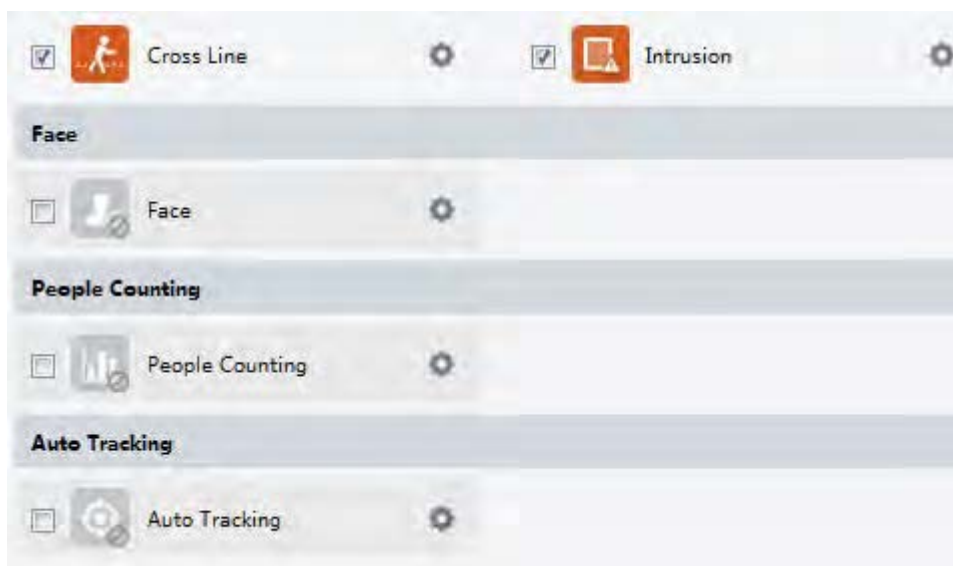 Cross Line Intrusion
Face
Face
People Counting
People Counting
Auto Tracking
Auto Tracking